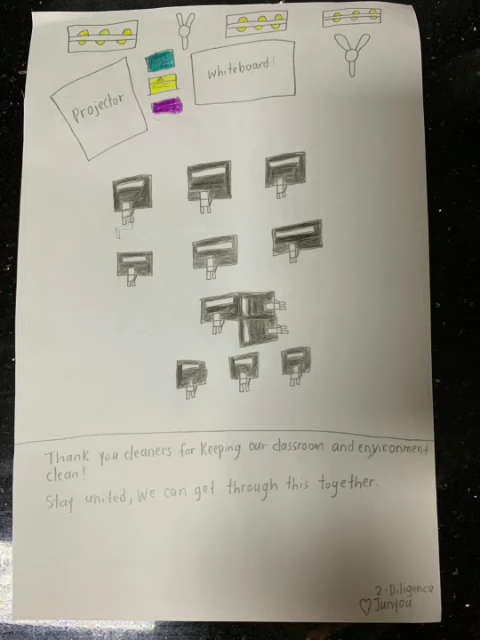 Whiteboard!
Projector
Thank you cleaners for keeping our classroom and environment
clean!
Stay united, we can get through this together.
2-Diligence
Junyou